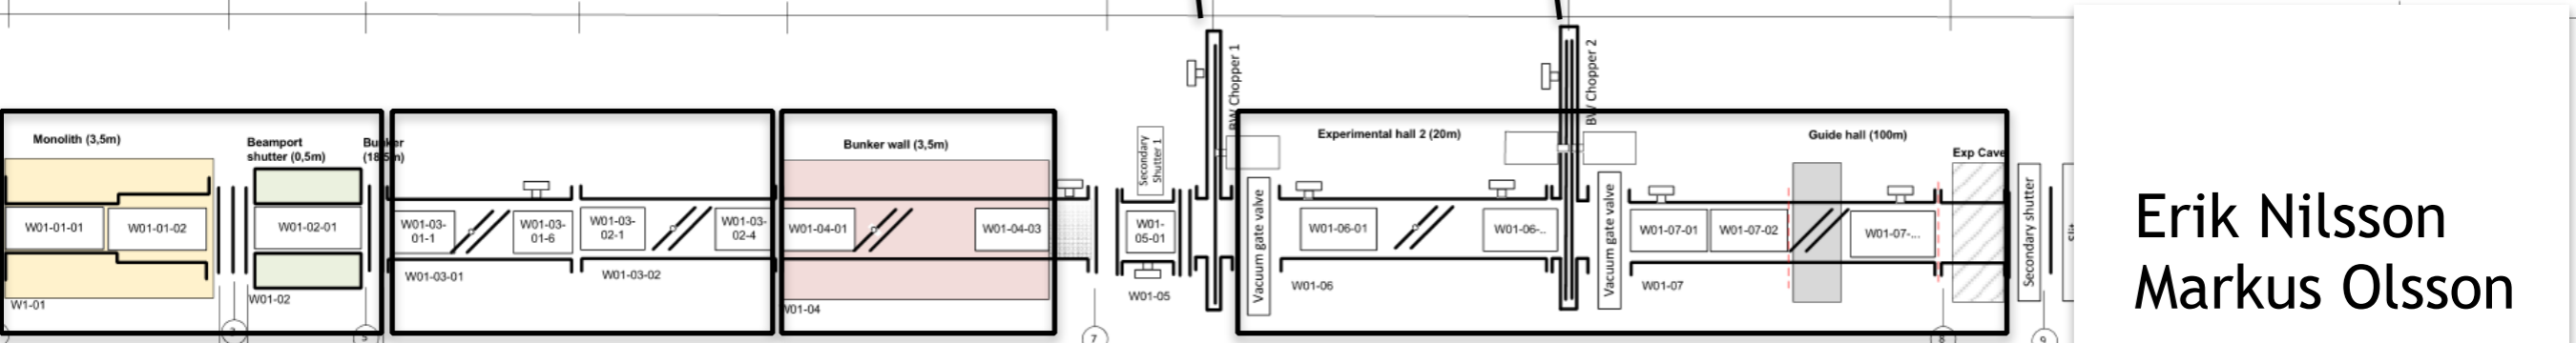 Monolith (3,5m)
Beamport
shutter (0,5m)
Bunker
Bunker wall (3,5m)
Secondary
Shutter 1
BW Chopper 1
Experimental hall 2 (20m)
BW Chopper 2
Guide hall (100m)
Exp Cave
W01-01-01
W01-01-02
W01-02-01
W01-03-
01-1
W01-03-
01-6
W01-03-
02-1
W01-03-
02-4
W01-04-01
W01-04-03
W01-
05-01
Vacuum gate valve
W01-06-01
W01-06-..
Vacuum gate valve
W01-07-01
W01-07-02
W01-07-...
Secondary shutter
W1-01
W01-02
W01-03-01
W01-03-02
W01-04
W01-05
W01-06
W01-07
7
8
9
Erik Nilsson
Markus Olsson